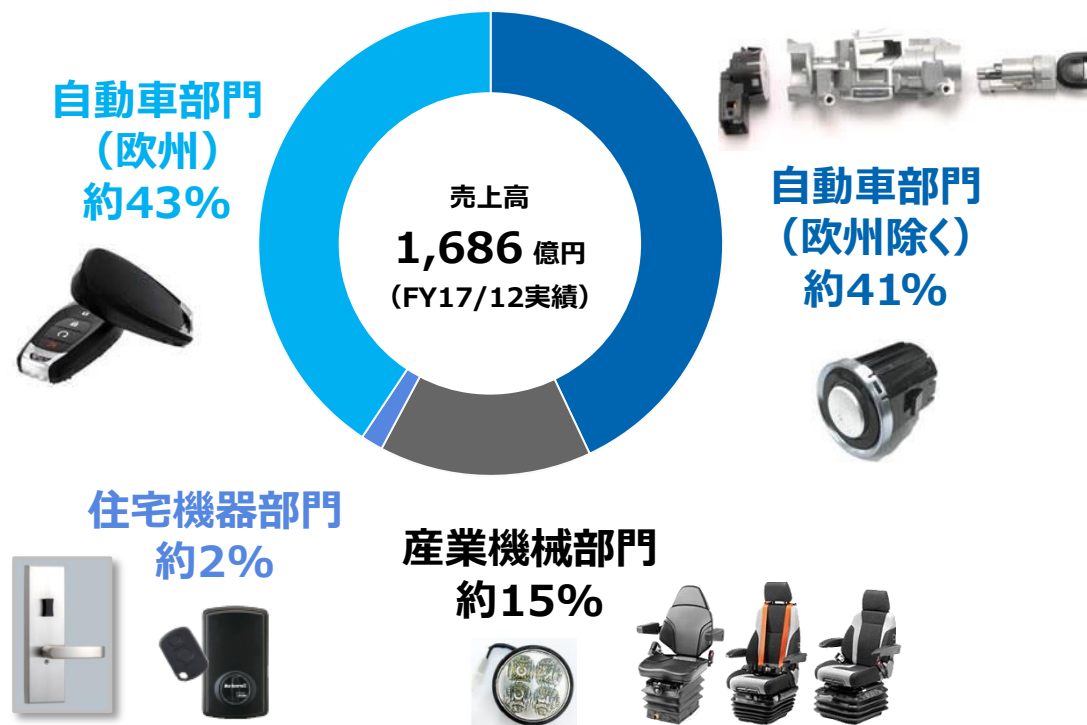 自動車部門
（欧州）
約43%
売上高
1,686 億円
（FY17/12実績）
自動車部門
（欧州除く）
約41%
住宅機器部門
約2%
産業機械部門
約15%